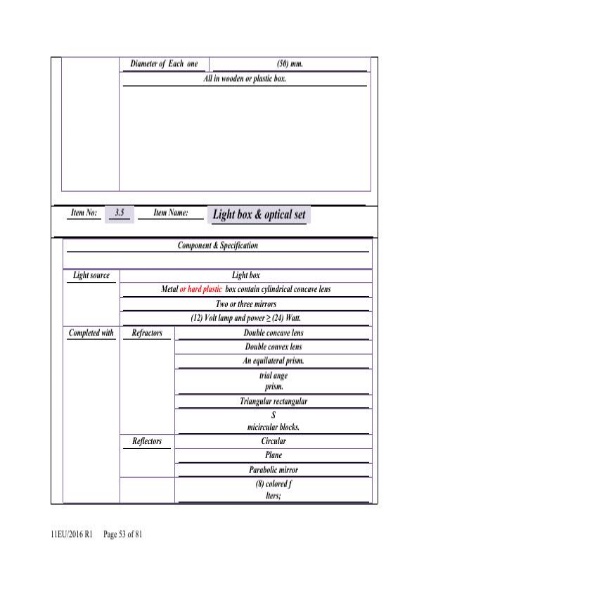 Diameter of Each one (50) mm.
All in wooden or plastic box.
Item No: 3.5 Item Name: Light box & optical set
Component & Specification
Light source Light box
Metal or hard plastic box contain cylindrical concave lens
Two or three mirrors
(12) Volt lamp and power ≥ (24) Watt.
Completed with Refractors Double concave lens
Double convex lens
An equilateral prism.
trial ange
prism.
Triangular rectangular
S
micircular blocks.
Reflectors Circular
Plane
Parabolic mirror
(8) colored f
lters;
11EU/2016 R1 Page 53 of 81